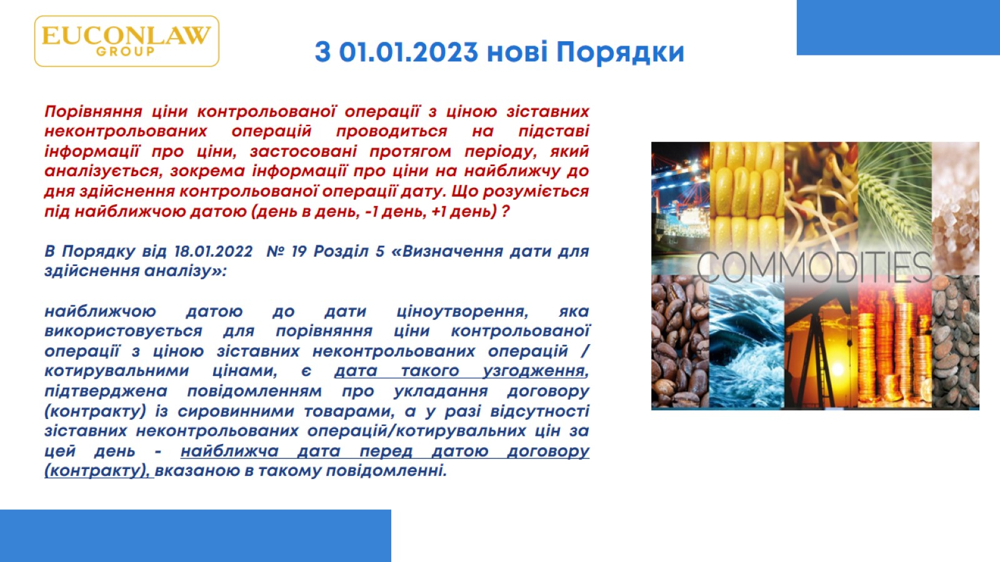 EUCONLAW
GROUP
З 01.01.2023 нові Порядки
Порівняння ціни контрольованої операції з ціною зіставних
неконтрольованих операцій проводиться на підставі
інформації про ціни, застосовані протягом періоду, який
аналізується, зокрема інформації про ціни на найближчу до
дня здійснення контрольованої операції дату. Що розуміється
під найближчою датою (день в день, -1 день, +1 день) ?
В Порядку від 18.01.2022 № 19 Розділ 5 «Визначення дати для
здійснення аналізу»:
найближчою датою до дати ціноутворення, яка
використовується для порівняння ціни контрольованої
операції з ціною зіставних неконтрольованих операцій /
котирувальними цінами, є дата такого узгодження,
підтверджена повідомленням про укладання договору
(контракту) із сировинними товарами, а у разі відсутності
зіставних неконтрольованих операцій/котирувальних цін за
цей день - найближча дата перед датою договору
(контракту), вказаною в такому повідомленні.
COMMODITIES